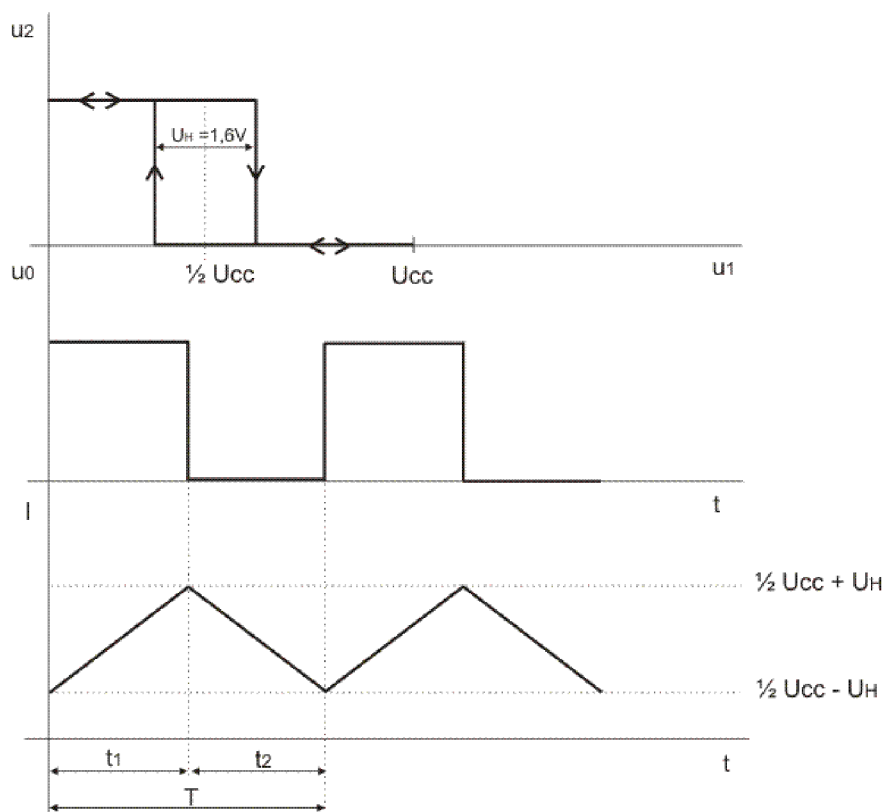 u2
UH =1,6V
u0
½ Ucc
Ucc
u1
I
t
½ Ucc + UH
½ Ucc - UH
t1
t2
t
T